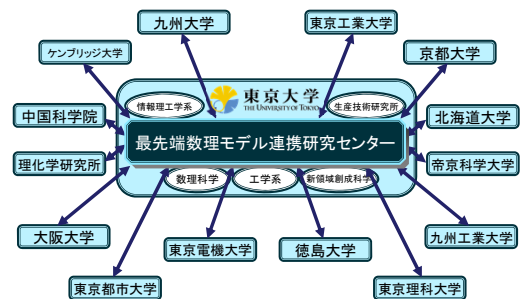 九州大学
東京工業大学
ケンブリッジ大学
京都大学
東京大学
THE UNIVERSITY OF TOKYO
情報理工学系
生産技術研究所
中国科学院
北海道大学
最先端数理モデル連携研究センター
理化学研究所
帝京科学大学
数理科学
工学系
新領域創成科学
大阪大学
九州工業大学
東京電機大学
徳島大学
東京都市大学
東京理科大学